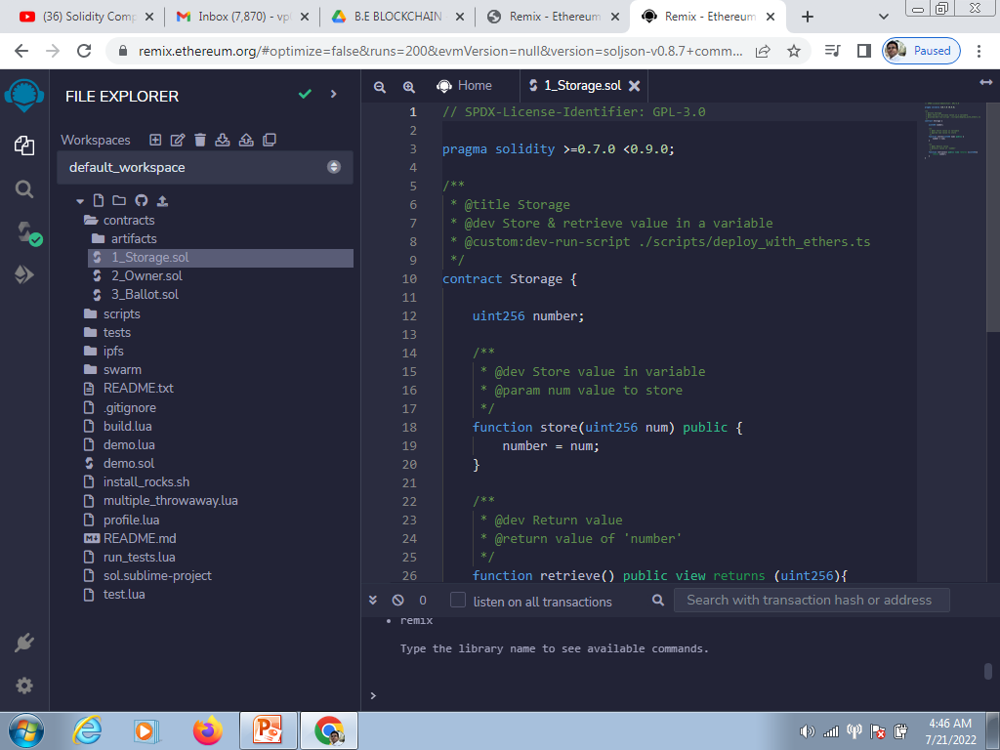 (36) Solidity Comp
Inbox (7,870) - vp
B.E BLOCKCHAIN
Remix - Ethereum
Remix - Ethereum
remix.ethereum.org/#optimize=false&runs=200&evmVersion=null&version=soljson-v0.8.7+comm...
Paused
FILE EXPLORER
Workspaces
default_workspace
contracts
artifacts
1_Storage.sol
2_Owner.sol
3_Ballot.sol
scripts
tests
ipfs
swarm
README.txt
.gitignore
build.lua
demo.lua
demo.sol
install_rocks.sh
multiple_throwaway.lua
profile.lua
README.md
run_tests.lua
sol.sublime-project
test.lua
Home
1_Storage.sol
1 // SPDX-License-Identifier: GPL-3.0
2
3 pragma solidity >=0.7.0 <0.9.0;
4
5 /**
6 * @title Storage
7 * @dev Store & retrieve value in a variable
8 * @custom:dev-run-script ./scripts/deploy_with_ethers.ts
9 */
10 contract Storage {
11
12 uint256 number;
13
14 /**
15 * @dev Store value in variable
16 * @param num value to store
17 */
18 function store(uint256 num) public {
19 number = num;
20 }
21
22 /**
23 * @dev Return value
24 * @return value of 'number'
25 */
26 function retrieve() public view returns (uint256){
0
listen on all transactions
Search with transaction hash or address
• remix
Type the library name to see available commands.
>
4:46 AM
7/21/2022